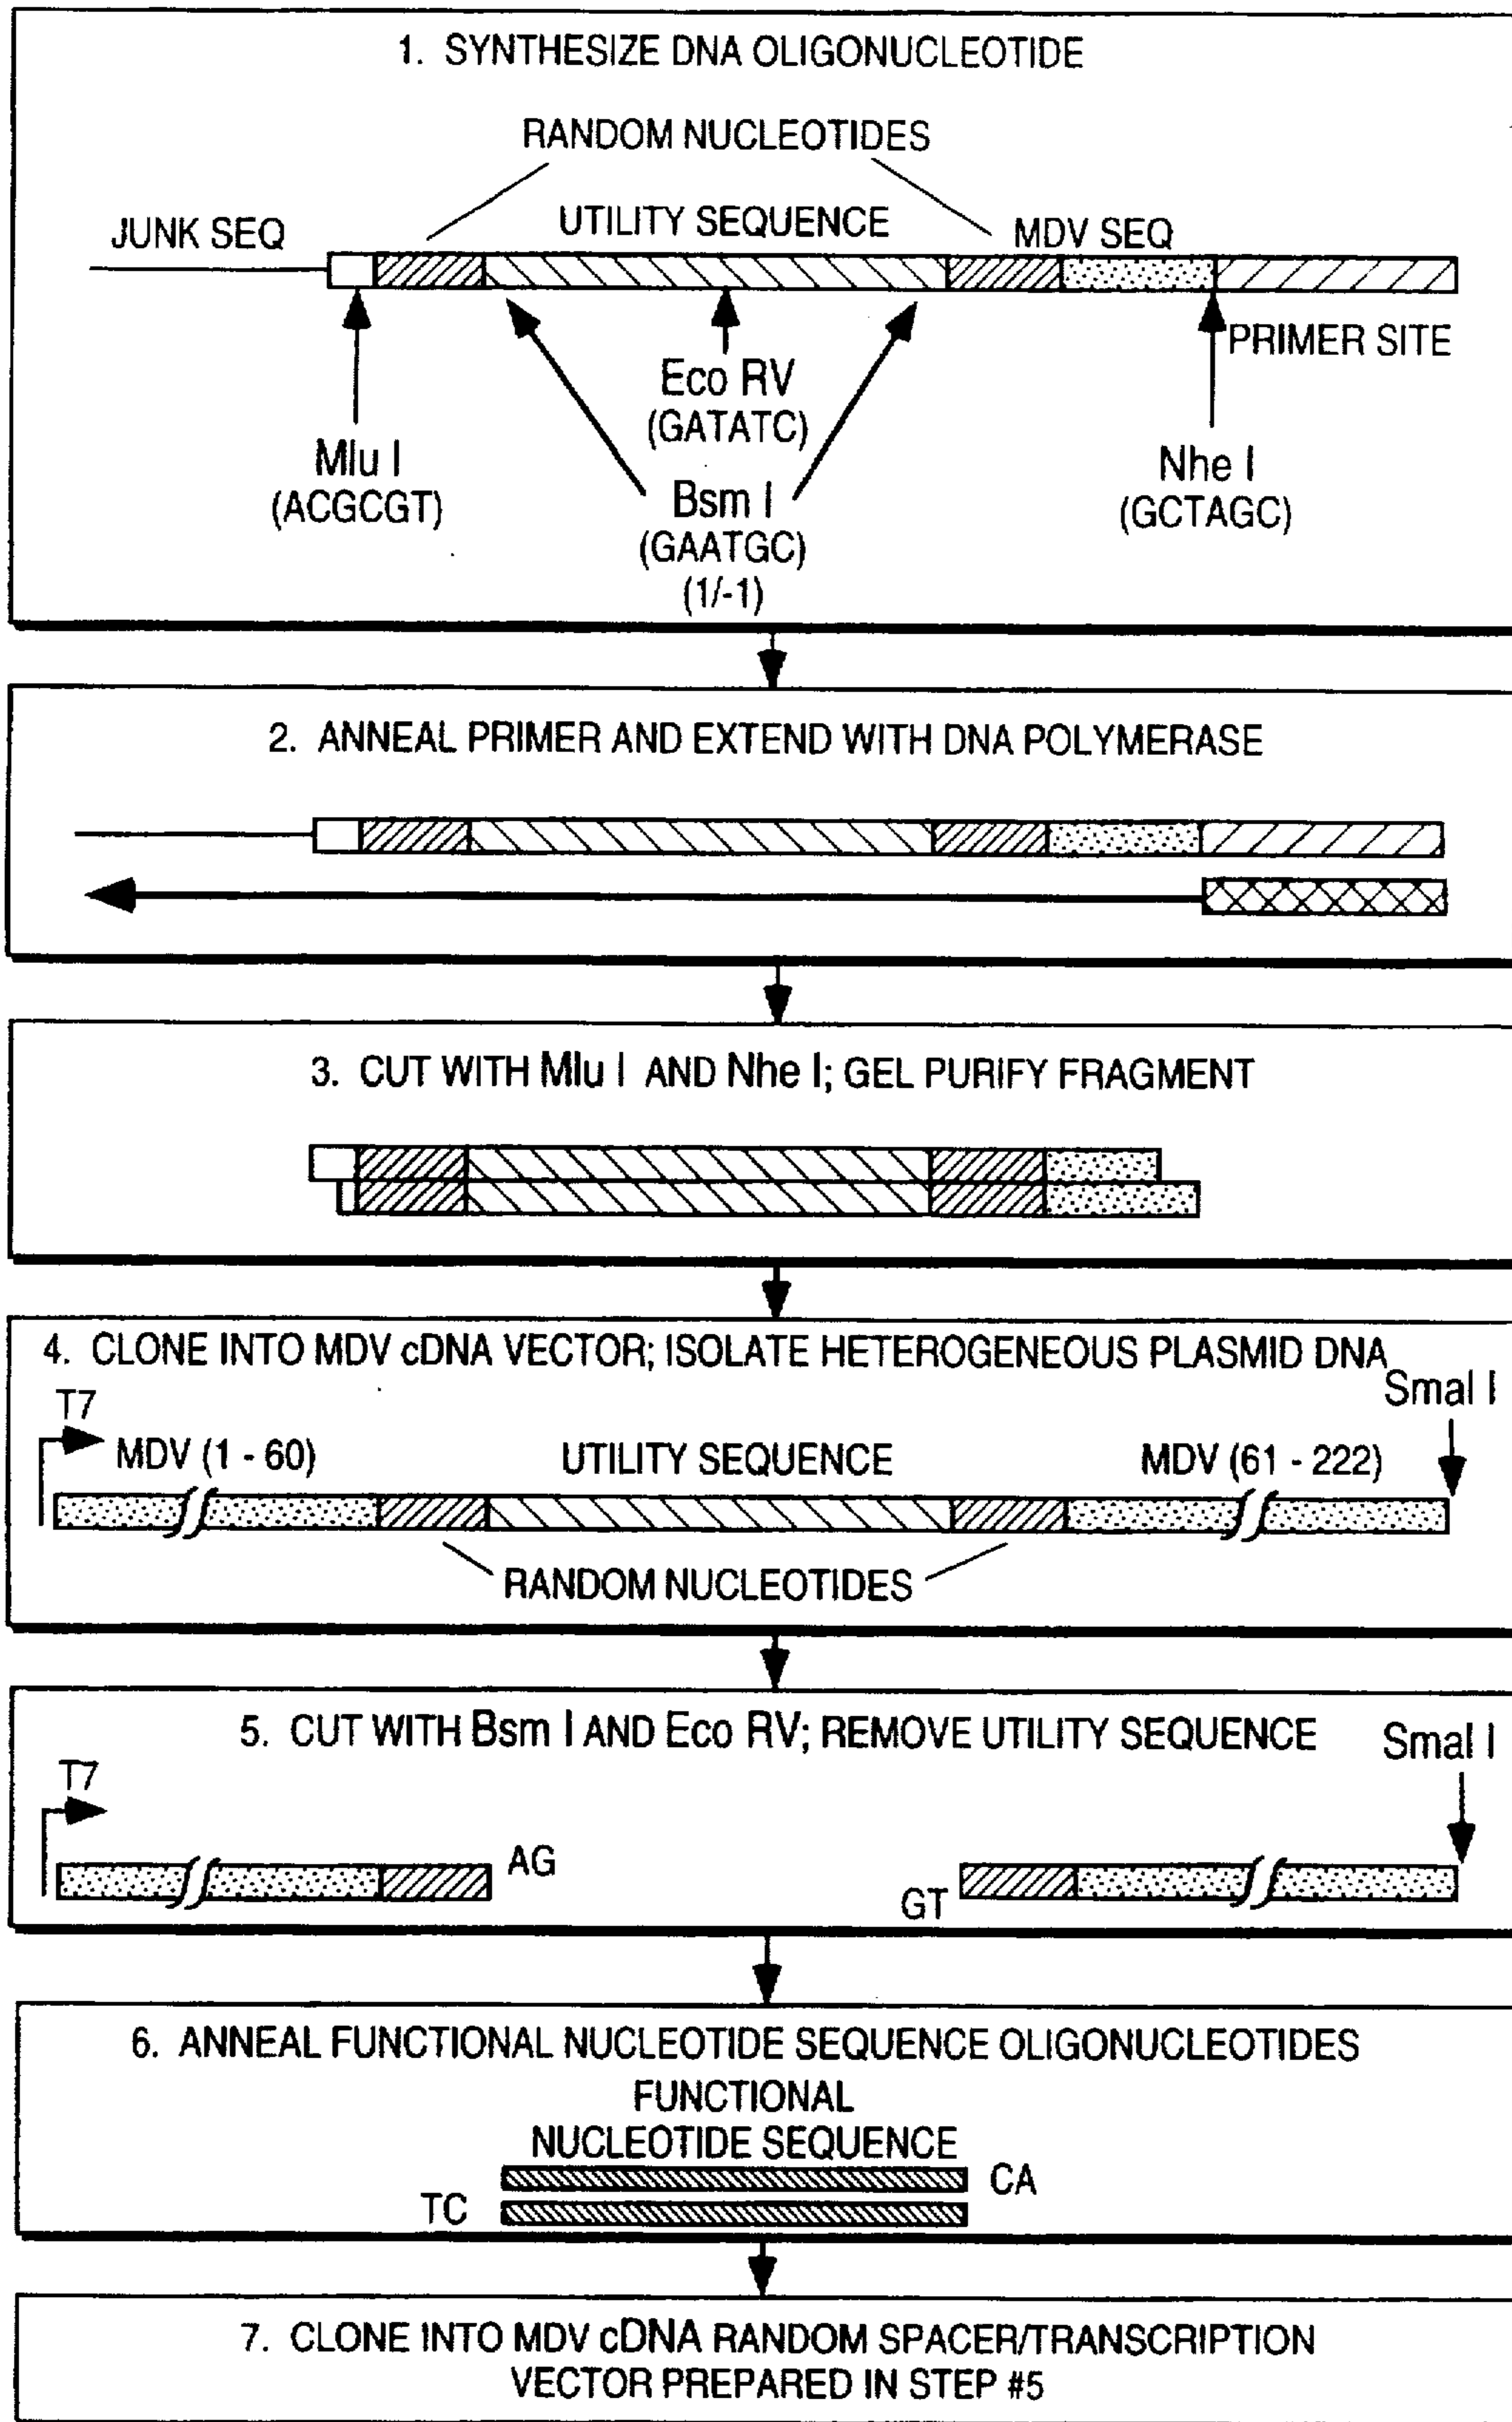 1. SYNTHESIZE DNA OLIGONUCLEOTIDE
RANDOM NUCLEOTIDES
JUNK SEQ
UTILITY SEQUENCE
MDV SEQ
PRIMER SITE
Eco RV
(GATATC)
Mlu I
(ACGCGT)
Bsm I
(GAATGC)
(1/-1)
Nhe I
(GCTAGC)
2. ANNEAL PRIMER AND EXTEND WITH DNA POLYMERASE
3. CUT WITH Mlu I AND Nhe I; GEL PURIFY FRAGMENT
4. CLONE INTO MDV cDNA VECTOR; ISOLATE HETEROGENEOUS PLASMID DNA
Smal I
T7
MDV (1 - 60)
UTILITY SEQUENCE
MDV (61 - 222)
RANDOM NUCLEOTIDES
5. CUT WITH Bsm I AND Eco RV; REMOVE UTILITY SEQUENCE
Smal I
T7
AG
GT
6. ANNEAL FUNCTIONAL NUCLEOTIDE SEQUENCE OLIGONUCLEOTIDES
FUNCTIONAL
NUCLEOTIDE SEQUENCE
CA
TC
7. CLONE INTO MDV cDNA RANDOM SPACER/TRANSCRIPTION
VECTOR PREPARED IN STEP #5